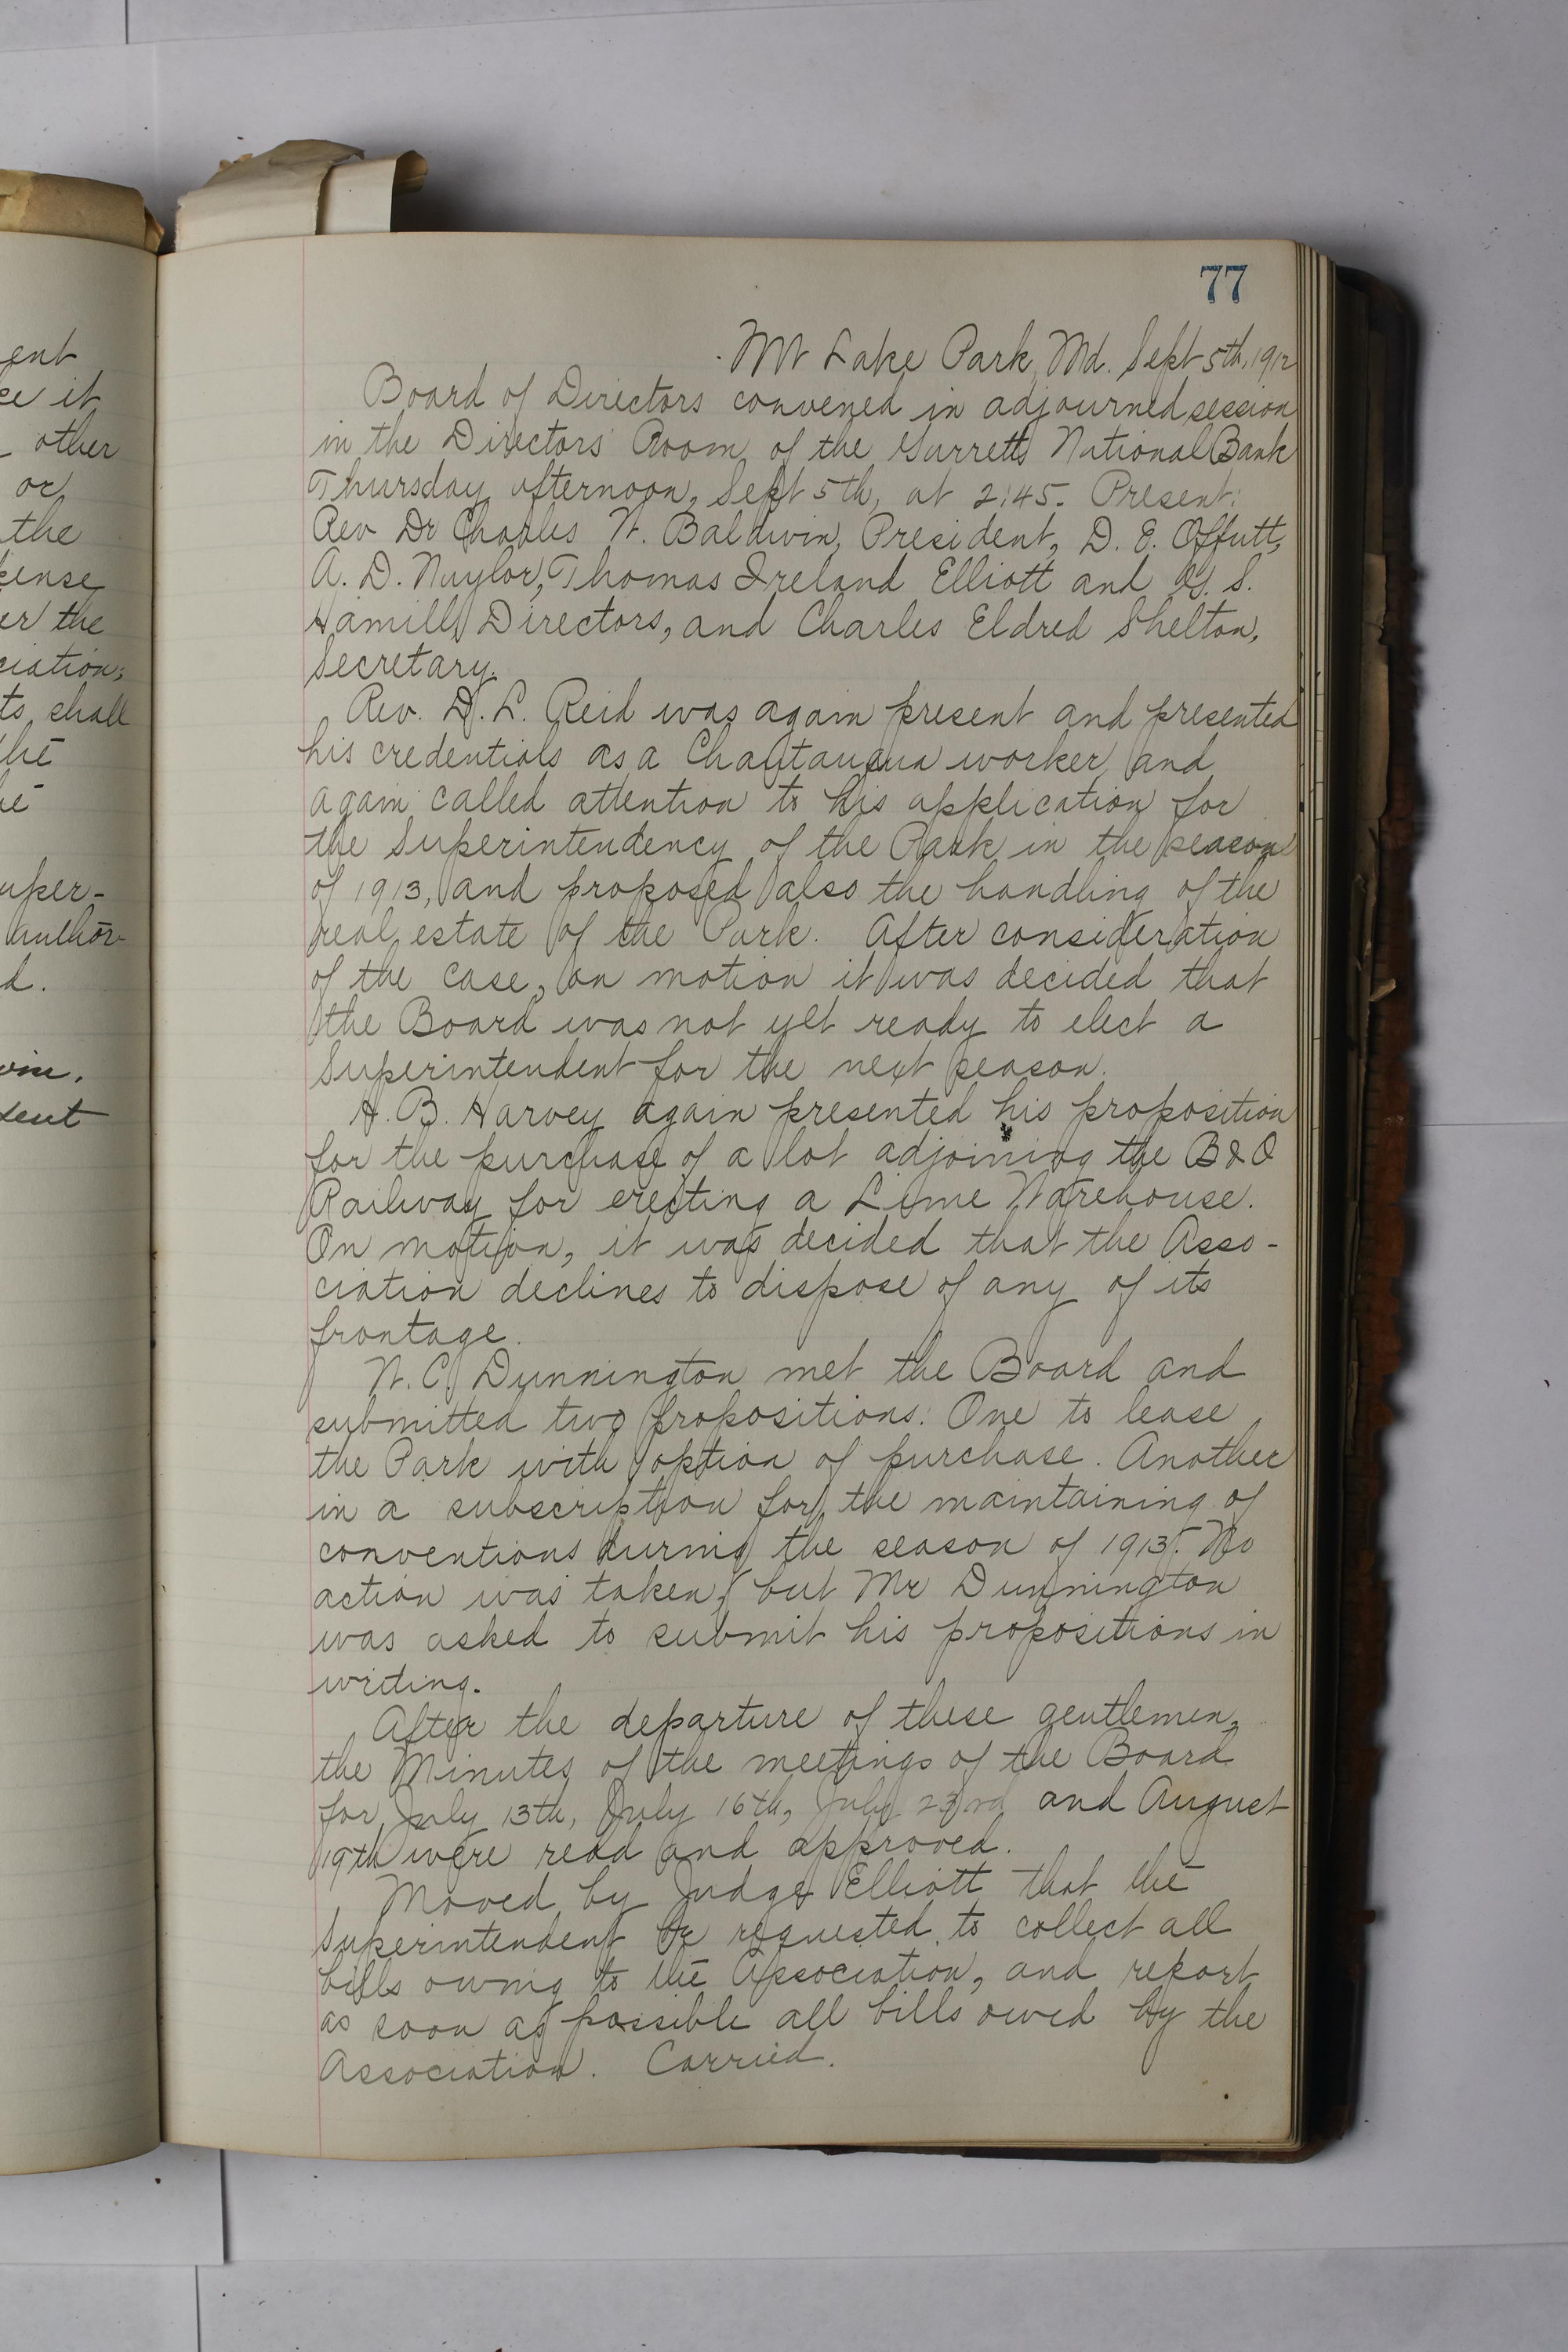 ent
ce it
other
or
the
pense
er the
ciation;
ts shall
the
he
uper-
author-
d.
win.
dent
77
Mt Lake Park, Md. Sept 5th, 1912
Board of Directors convened in adjourned session
in the Directors' Room of the Garrett National Bank
Thursday afternoon, Sept 5th, at 2:45. Present:
Rev Dr Charles W. Baldwin, President, D. E. Offutt,
A. D. Naylor, Thomas Ireland Elliott and G. S.
Hamill, Directors, and Charles Eldred Shelton,
Secretary.
Rev. D. L. Reid was again present and presented
his credentials as a Chautauqua worker, and
again called attention to his application for
the Superintendency of the Park in the season
of 1913, and proposed also the handling of the
real estate of the Park. After consideration
of the case, on motion it was decided that
the Board was not yet ready to elect a
Superintendent for the next season.
H. B. Harvey again presented his proposition
for the purchase of a lot adjoining the B & O
Railway for erecting a Lime Warehouse.
On motion, it was decided that the Asso-
ciation declines to dispose of any of its
frontage.
W. C. Dunnington met the Board and
submitted two propositions: One to lease
the Park with option of purchase. Another
in a subscription for the maintaining of
conventions during the season of 1913. No
action was taken, but Mr Dunnington
was asked to submit his propositions in
writing.
After the departure of these gentlemen,
the Minutes of the meetings of the Board
for July 13th, July 16th, July 23rd and August
19th were read and approved.
Moved by Judge Elliott that the
Superintendent be requested to collect all
bills owing to the Association, and report
as soon as possible all bills owed by the
Association. Carried.